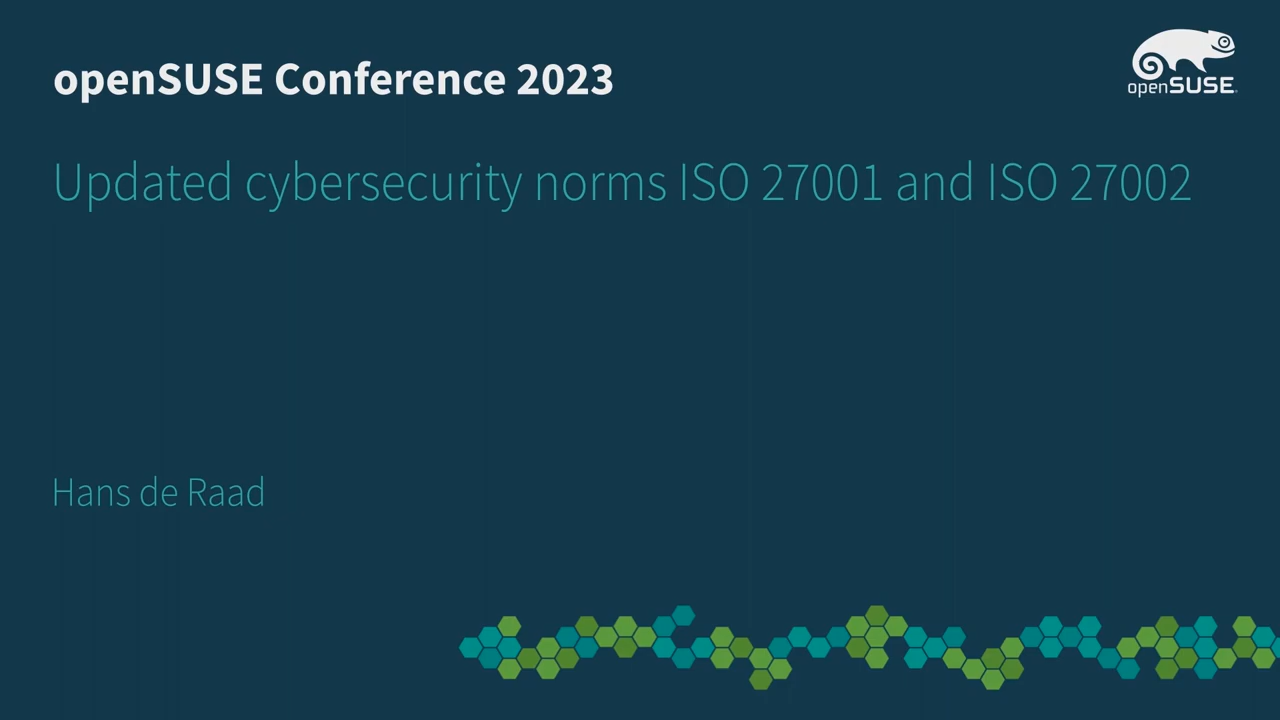 openSUSE Conference 2023
openSUSE
Updated cybersecurity norms ISO 27001 and ISO 27002
Hans de Raad